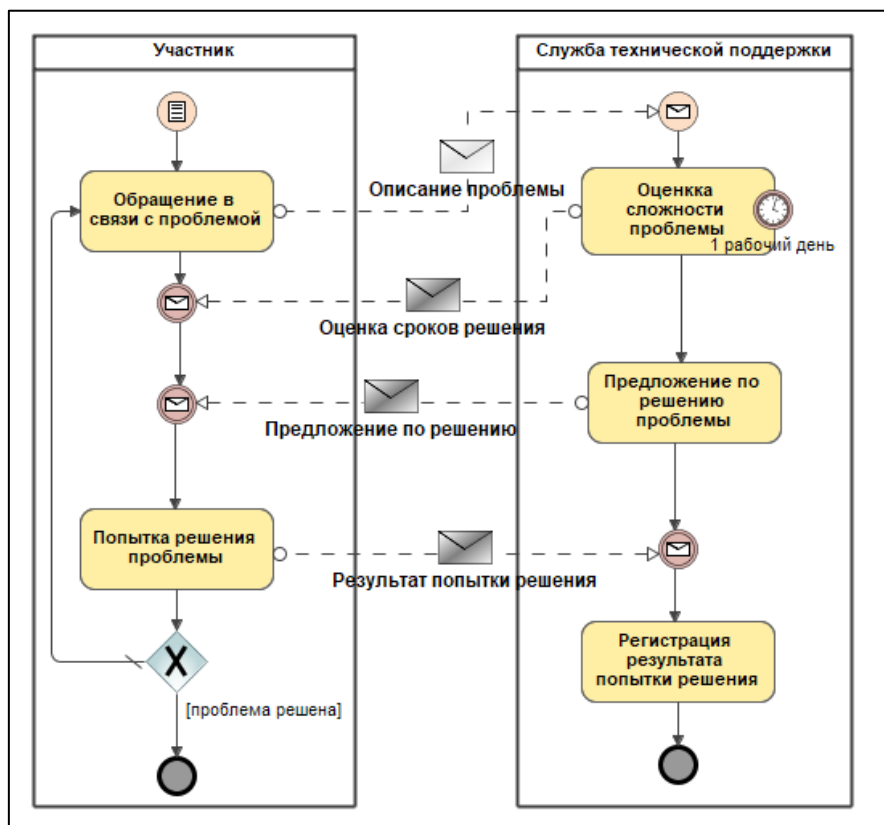 Участник
Служба технической поддержки
Обращение в
связи с проблемой
Описание проблемы
Оценкка
сложности
проблемы
1 рабочий день
Оценка сроков решения
Предложение по
решению
проблемы
Предложение по решению
Попытка решения
проблемы
Результат попытки решения
Регистрация
результата
попытки решения
[проблема решена]